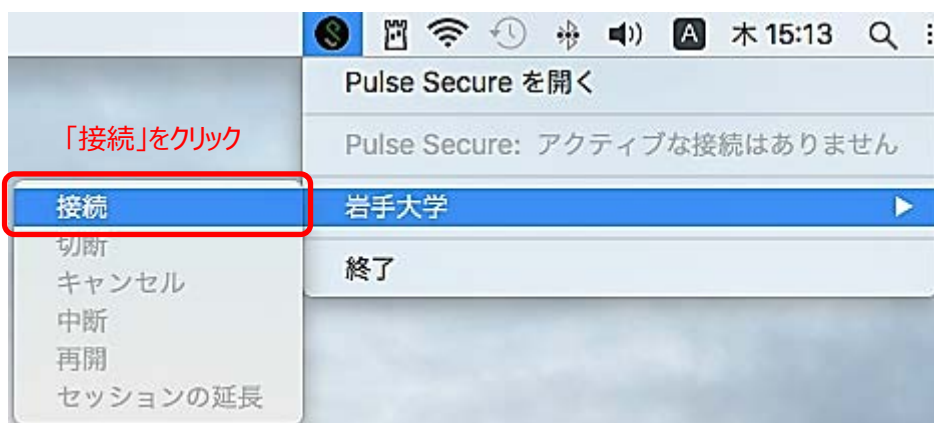 A 木 15:13
Pulse Secure を開く
Pulse Secure: アクティブな接続はありません
岩手大学
終了
「接続」をクリック
接続
切断
キャンセル
中断
再開
セッションの延長